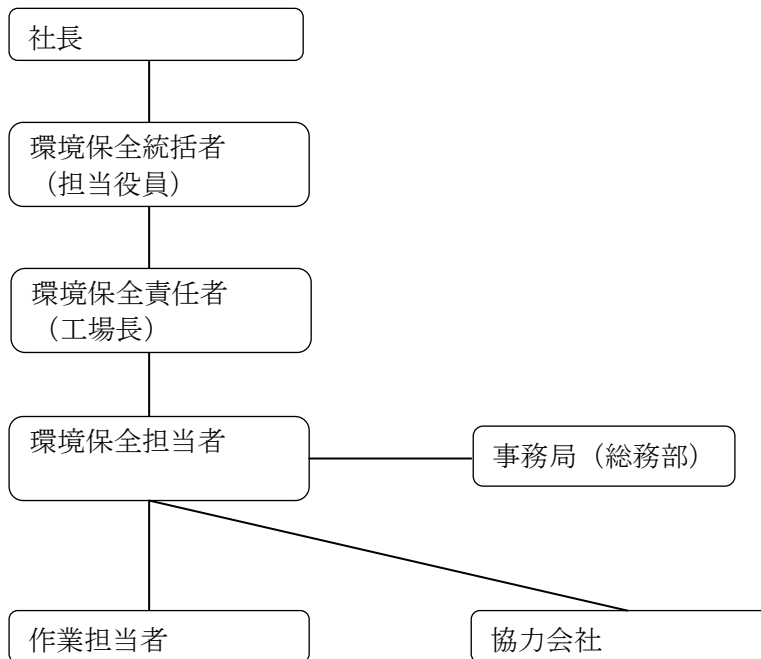 社長
環境保全統括者
（担当役員）
環境保全責任者
（工場長）
環境保全担当者
事務局（総務部）
作業担当者
協力会社